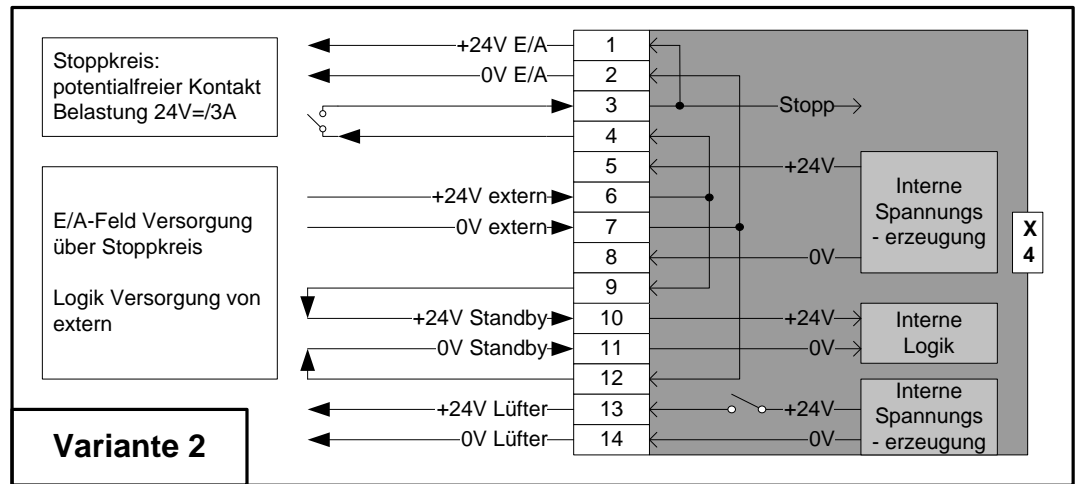 Stoppkreis:
potentialfreier Kontakt
Belastung 24V=/3A
E/A-Feld Versorgung
über Stoppkreis
Logik Versorgung von
extern
Variante 2
+24V E/A
0V E/A
+24V extern
0V extern
+24V Standby
0V Standby
+24V Lüfter
0V Lüfter
1
2
3
4
5
6
7
8
9
10
11
12
13
14
Stopp
+24V
0V
Interne
Spannungs
- erzeugung
+24V
0V
Interne
Logik
+24V
0V
Interne
Spannungs
- erzeugung
X
4